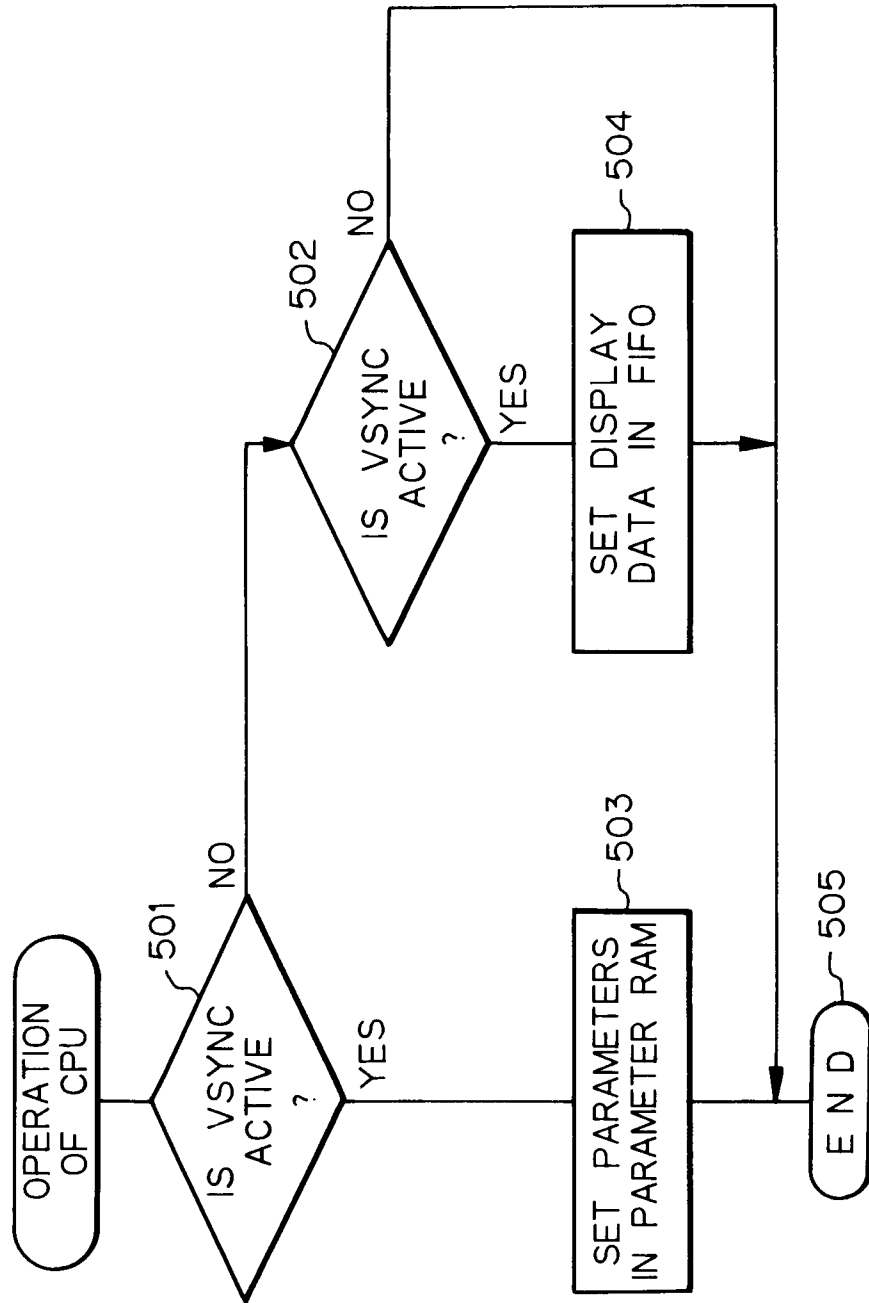 OPERATION
OF CPU
501
IS VSYNC
ACTIVE
?
NO
YES
502
IS VSYNC
ACTIVE
?
NO
YES
503
SET PARAMETERS
IN PARAMETER RAM
504
SET DISPLAY
DATA IN FIFO
505
END